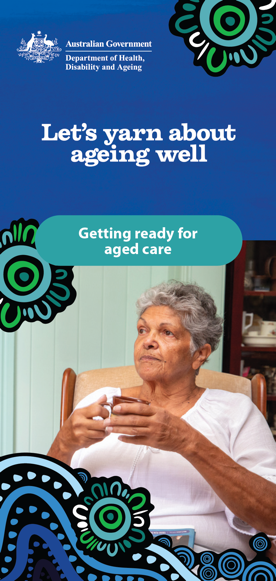 Australian Government
Department of Health,
Disability and Ageing
Let's yarn about
ageing well
Getting ready for
aged care